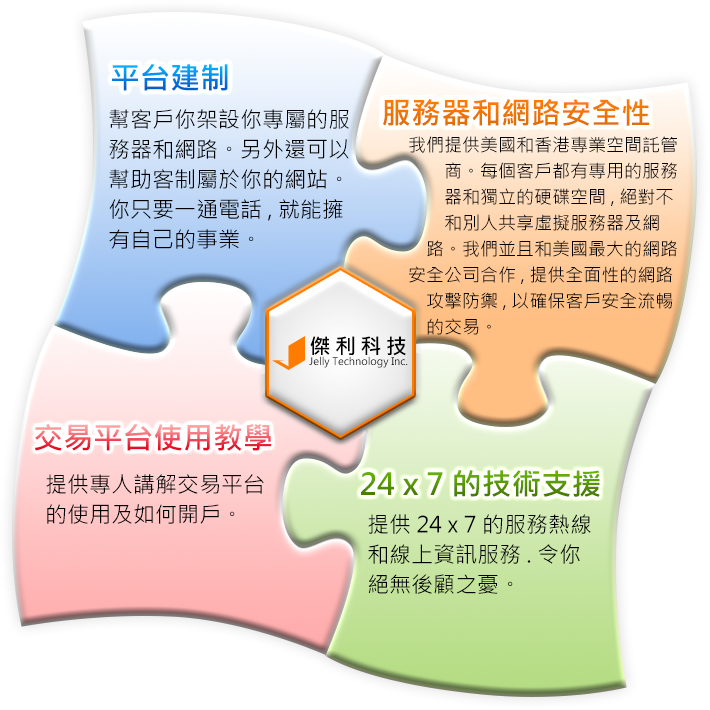 平台建制
幫客戶你架設你專屬的服
務器和網路。另外還可以
幫助客制屬於你的網站。
你只要一通電話 , 就能擁
有自己的事業。
服務器和網路安全性
我們提供美國和香港專業空間託管
商。每個客戶都有專用的服務
器和獨立的硬碟空間 , 絕對不
和別人共享虛擬服務器及網
路。我們並且和美國最大的網路
安全公司合作 , 提供全面性的網路
攻擊防禦 , 以確保客戶安全流暢
的交易。
傑利科技
Jelly Technology Inc.
交易平台使用教學
提供專人講解交易平台
的使用及如何開戶。
24 x 7 的技術支援
提供 24 x 7 的服務熱線
和線上資訊服務 . 令你
絕無後顧之憂。